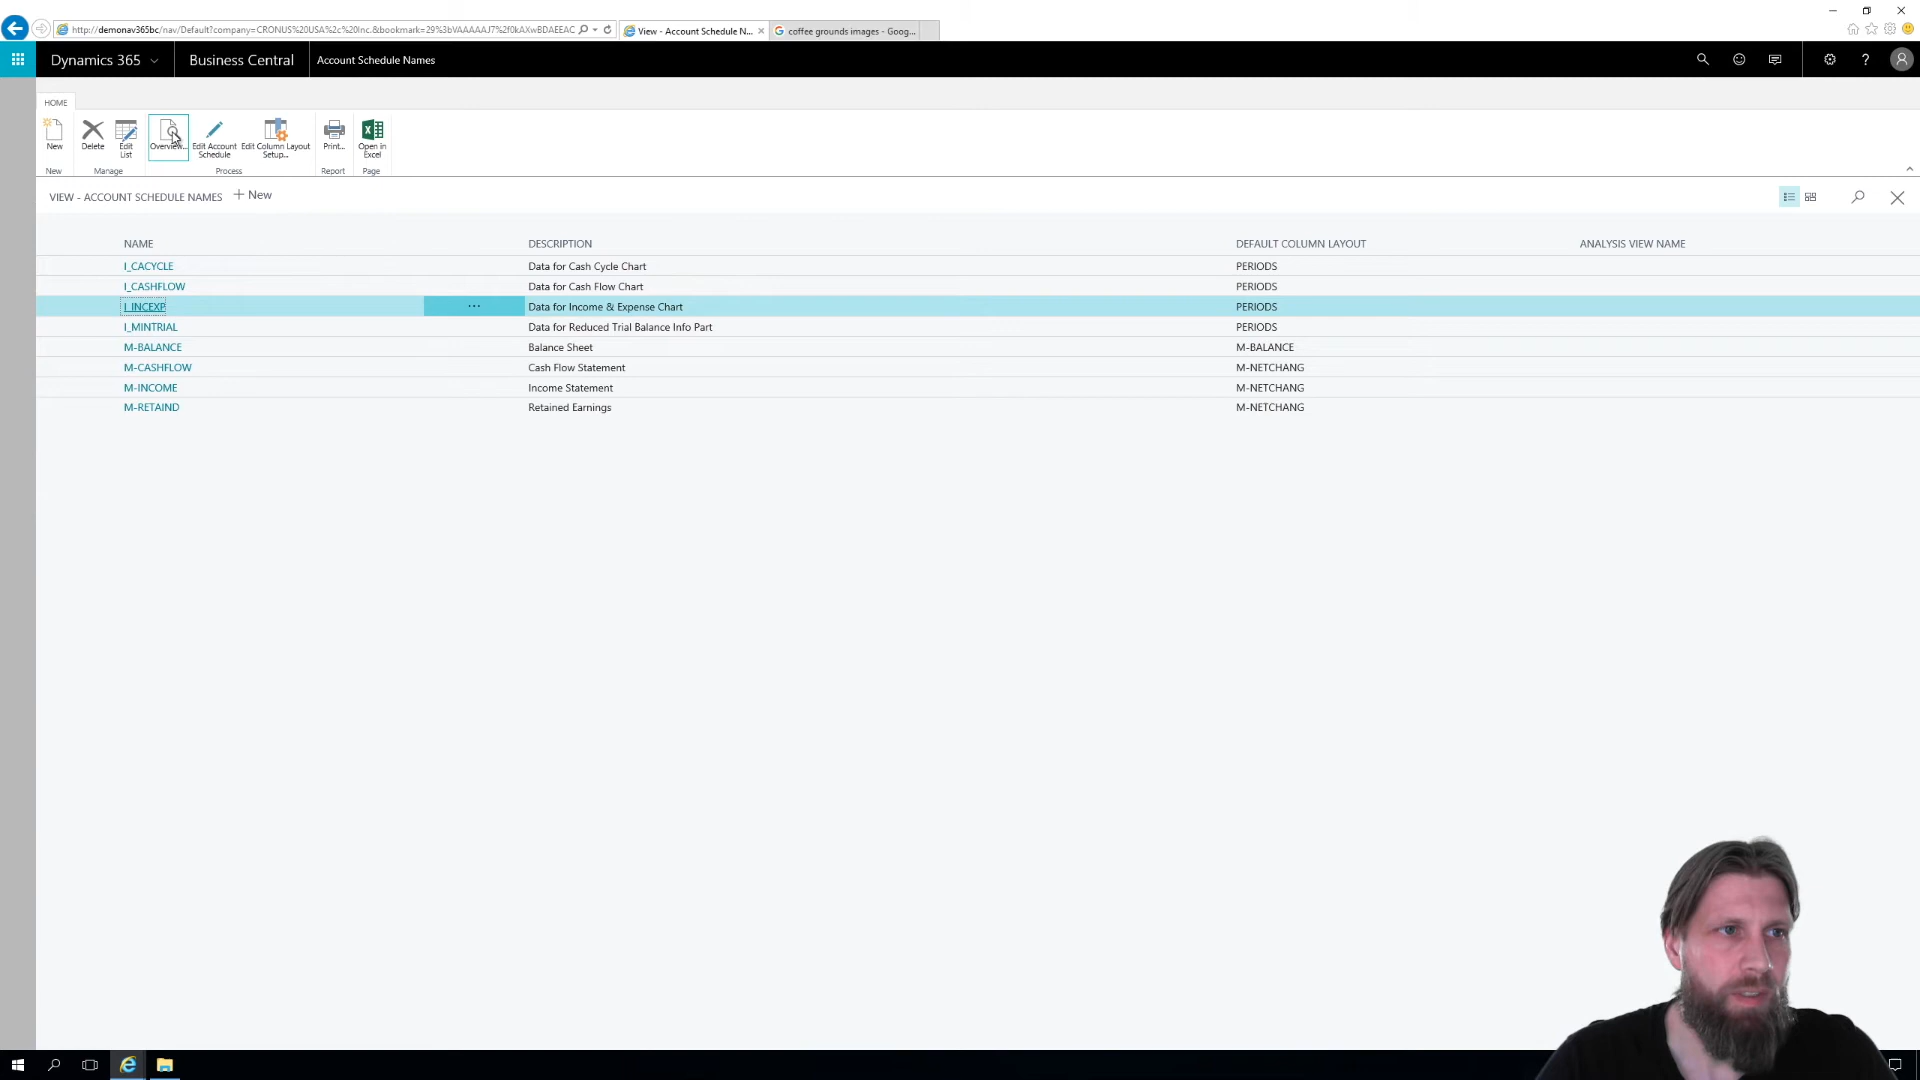 http://demonav365bc/nav/Default?company=CRONUS%20USA%2c%20Inc.&bookmark=29%3bVAAAAAJ7%2f0kAXwBDAEEAC
View - Account Schedule N...
coffee grounds images - Goog...
Dynamics 365
Business Central
Account Schedule Names
HOME
New
Delete
Edit List
Overview...
Edit Account Schedule
Edit Column Layout Setup...
Print...
Open in Excel
New
Manage
Process
Report
Page
VIEW - ACCOUNT SCHEDULE NAMES + New
NAME DESCRIPTION DEFAULT COLUMN LAYOUT ANALYSIS VIEW NAME
I_CACYCLE Data for Cash Cycle Chart PERIODS
I_CASHFLOW Data for Cash Flow Chart PERIODS
I_INCEXP ... Data for Income & Expense Chart PERIODS
I_MINTRIAL Data for Reduced Trial Balance Info Part PERIODS
M-BALANCE Balance Sheet M-BALANCE
M-CASHFLOW Cash Flow Statement M-NETCHANG
M-INCOME Income Statement M-NETCHANG
M-RETAIND Retained Earnings M-NETCHANG